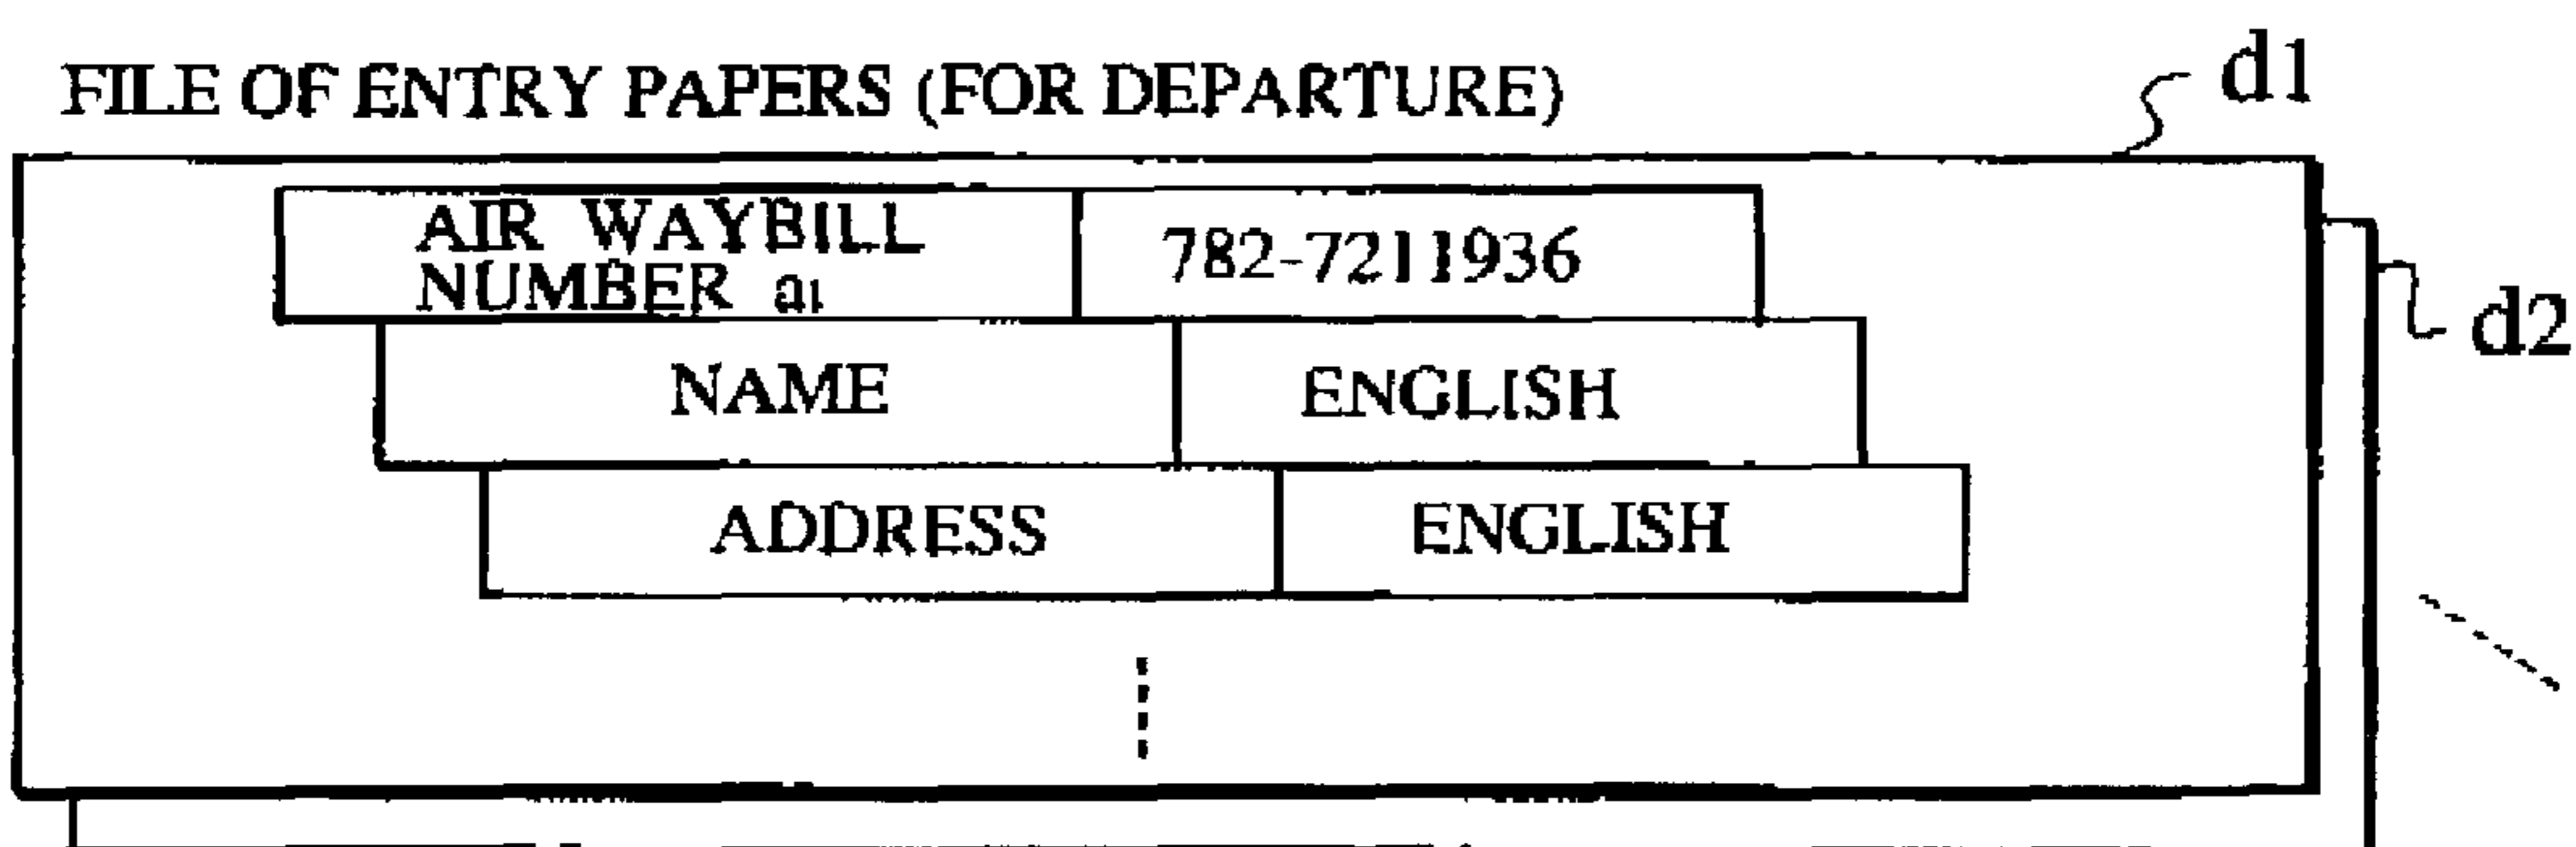 FILE OF ENTRY PAPERS (FOR DEPARTURE)
d1
AIR WAYBILL
NUMBER a1
782-7211936
d2
NAME
ENGLISH
ADDRESS
ENGLISH